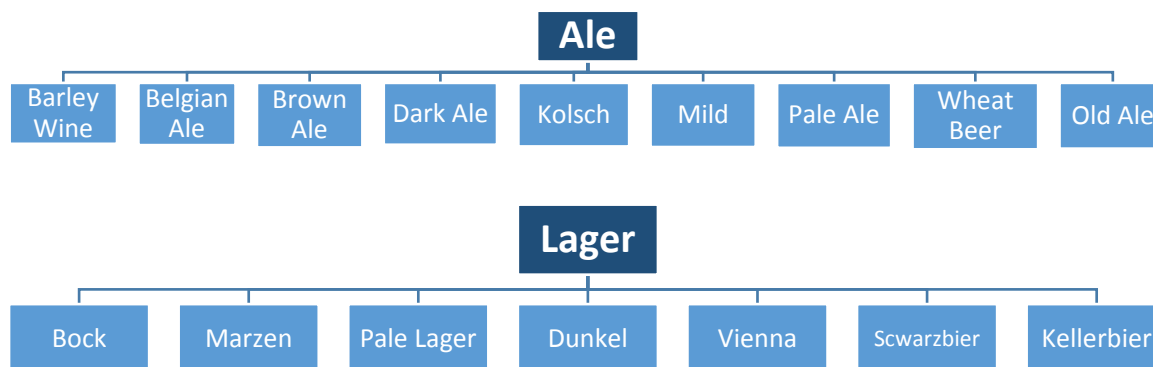 Ale
Barley
Wine
Belgian
Ale
Brown
Ale
Dark Ale
Kolsch
Mild
Pale Ale
Wheat
Beer
Old Ale
Lager
Bock
Marzen
Pale Lager
Dunkel
Vienna
Scwarzbier
Kellerbier